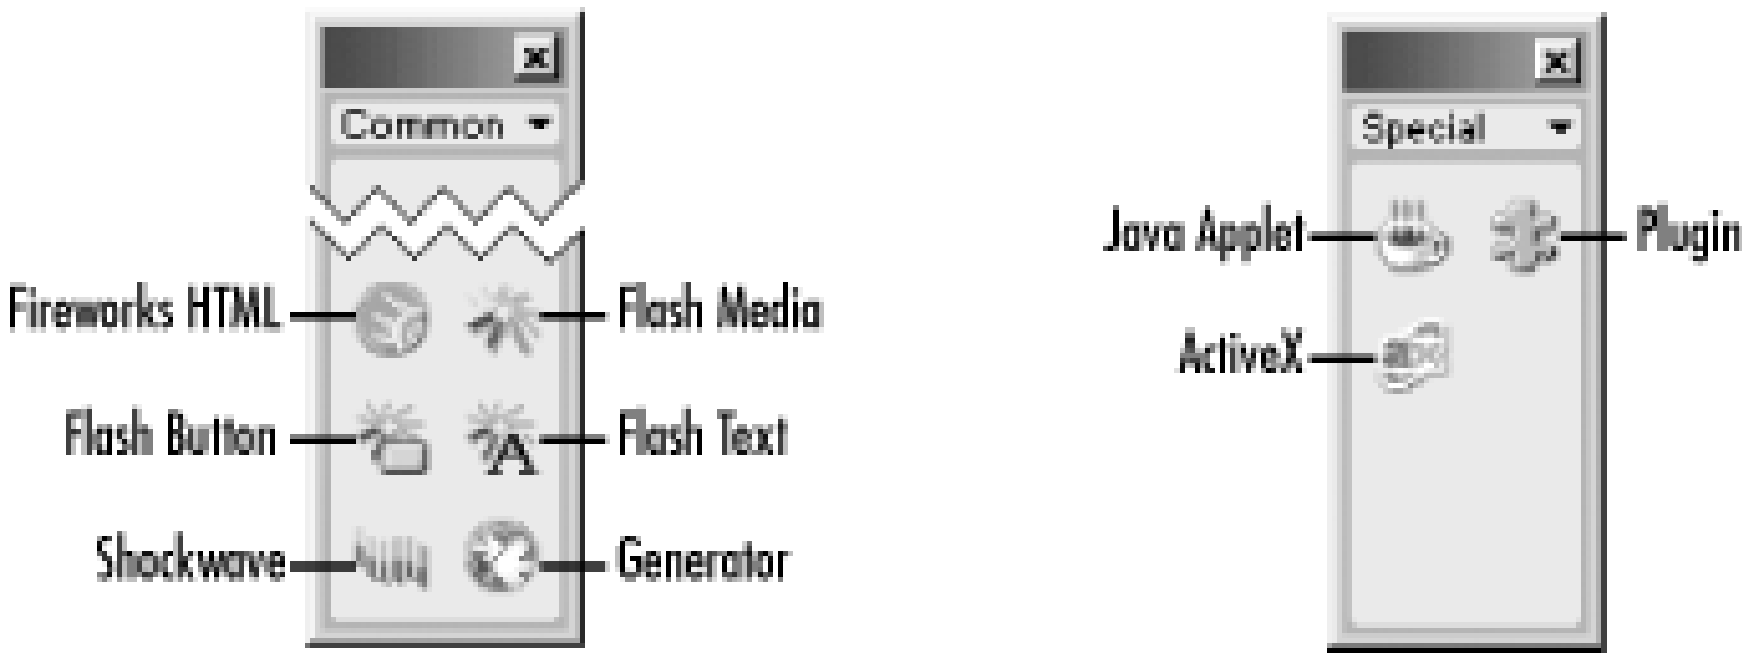 Common
Fireworks HTML
Flash Media
Flash Button
Flash Text
Shockwave
Generator
Special
Java Applet
Plugin
ActiveX